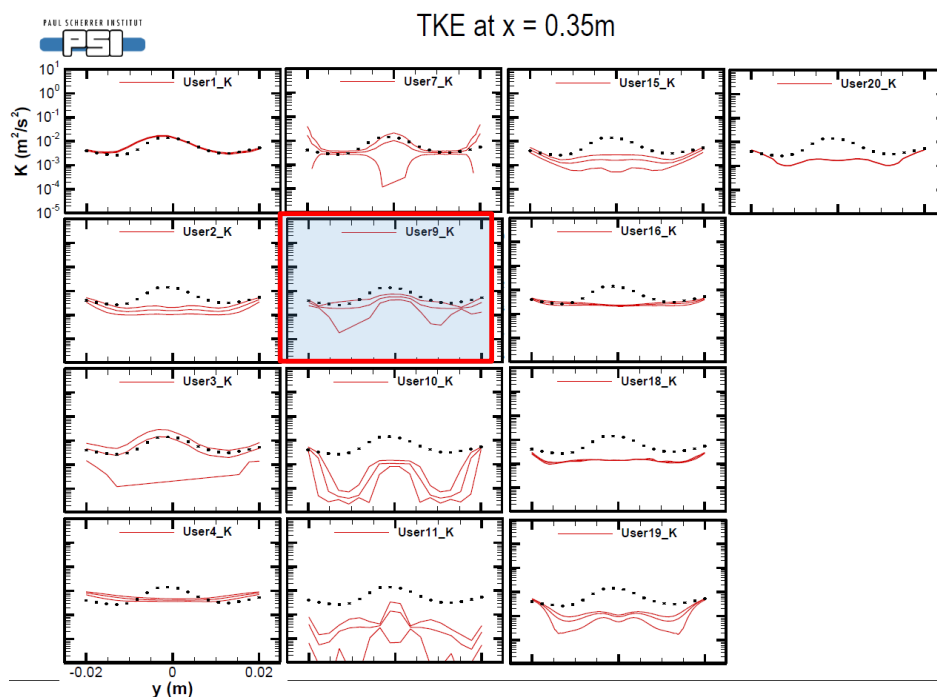 PAUL SCHERRER INSTITUT
PSI
TKE at x = 0.35m
User1_K
User7_K
User15_K
User20_K
10¹
10⁰
10⁻¹
10⁻²
10⁻³
10⁻⁴
10⁻⁵
K (m²/s²)
User2_K
User9_K
User16_K
User3_K
User10_K
User18_K
User4_K
User11_K
User19_K
-0.02 0 0.02
y (m)